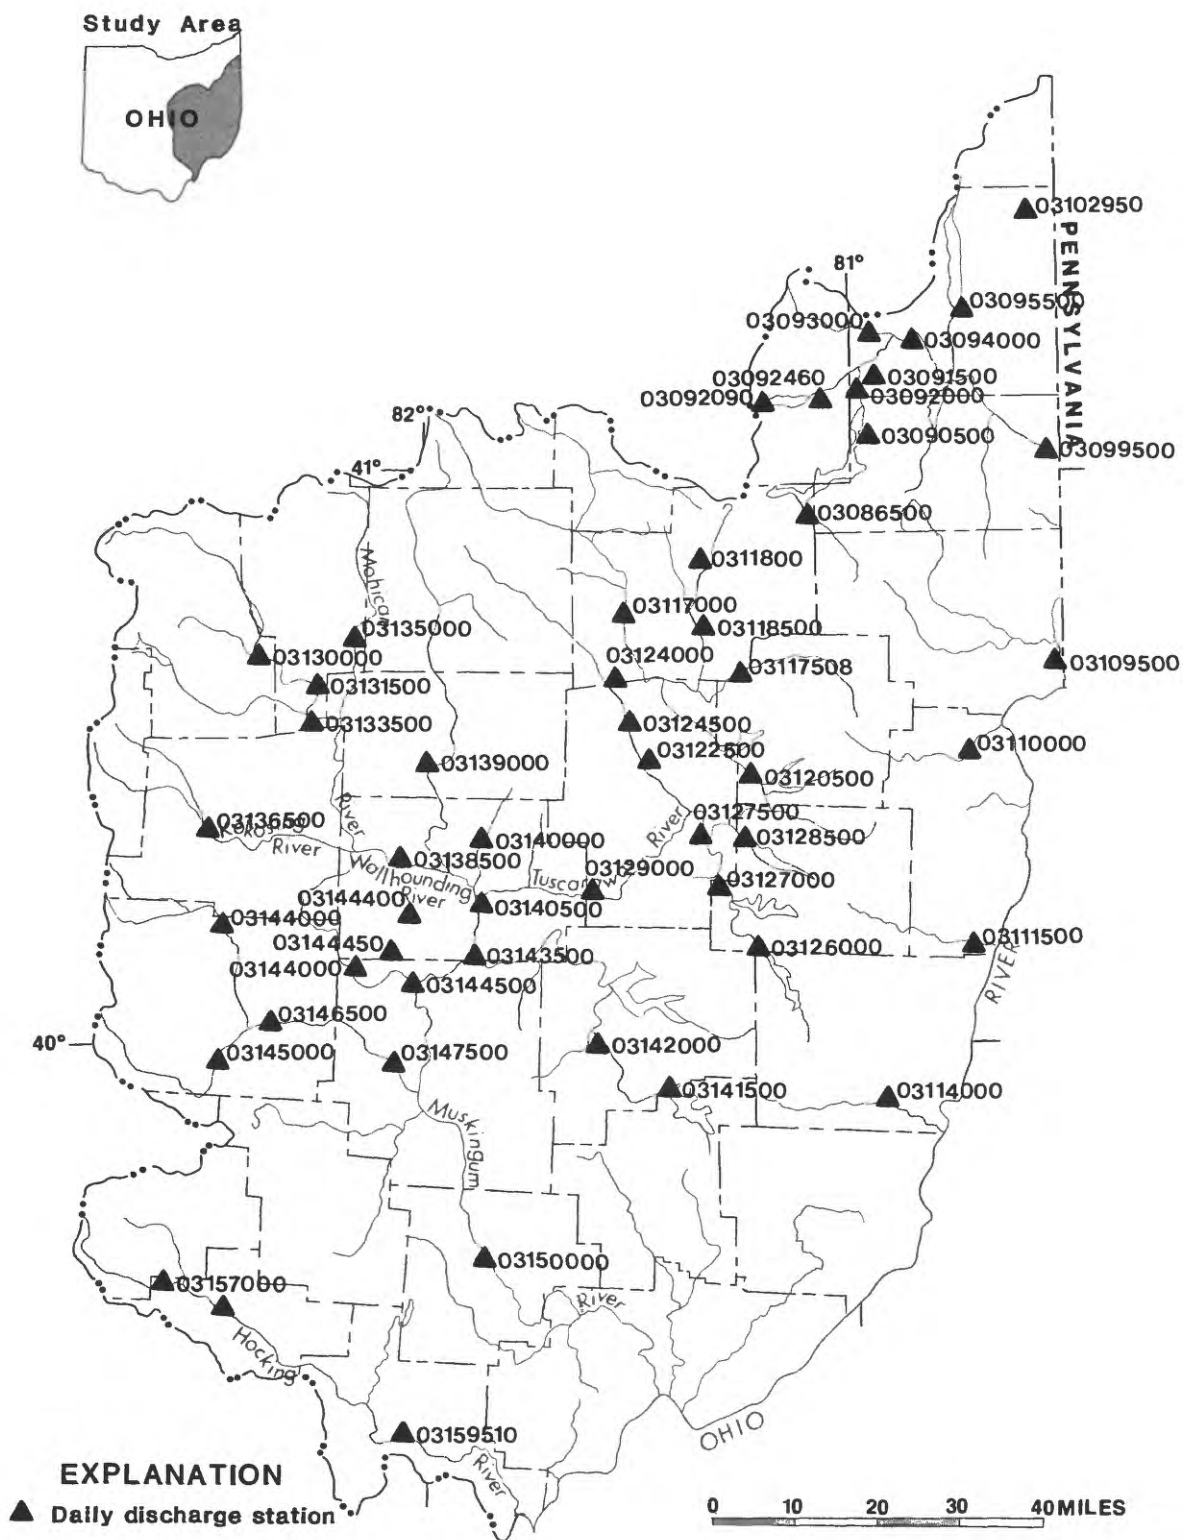 Study Area
OHIO
PENNSYLVANIA
03102950
81°
03095500
03093000
03094000
03092460
03091500
03092090
03092000
82°
03090500
03099500
41°
03086500
0311800
Mohican
03117000
03135000
03118500
03130000
03124000
03117508
03109500
03131500
03133500
03124500
03110000
03122500
03139000
03120500
03136500
Kokosing
River
River
03127500
River
03140000
03128500
03138500
Walhounding
River
03129000
Tuscaraw
03127000
03144400
03140500
03144000
03144450
03126000
03111500
03143500
03144000
03144500
RIVER
03146500
40°
03145000
03147500
03142000
03141500
03114000
Muskingum
03150000
03157000
River
Hocking
OHIO
03159510
River
EXPLANATION
Daily discharge station
0 10 20 30 40 MILES